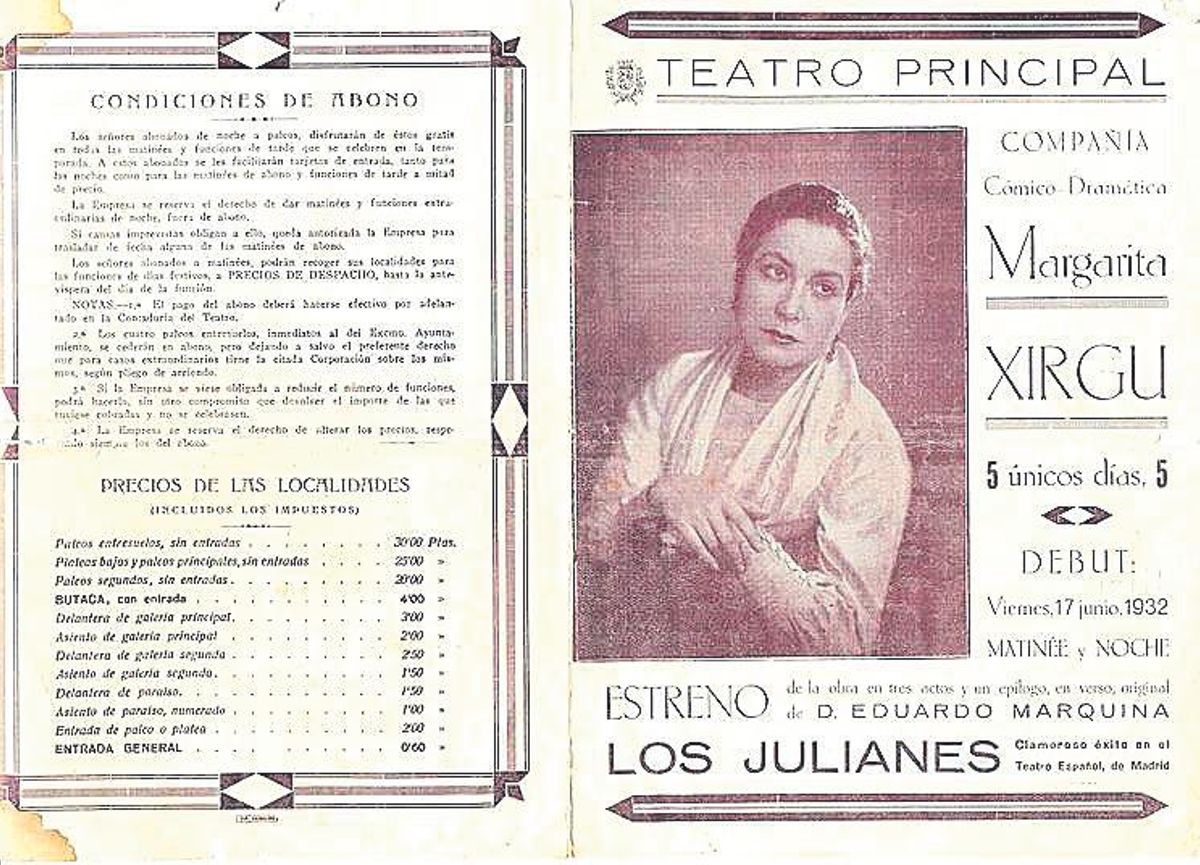 CONDICIONES DE ABONO
Los señores abonados de noche a palcos, disfrutarán de éstos gratis
en todas las matinées y funciones de tarde que se celebren en la tem-
porada. A estos abonados se les facilitarán tarjetas de entrada, tanto para
las noches como para las matinées de abono y funciones de tarde a mitad
de precio.
La Empresa se reserva el derecho de dar matinées y funciones extra-
ordinarias de noche, fuera de abono.
Si causas imprevistas obligan a ello, queda autorizada la Empresa para
trasladar de fecha alguna de las matinées de abono.
Los señores abonados a matinées, podrán recoger sus localidades para
las funciones de días festivos, a PRECIOS DE DESPACHO, hasta la ante-
víspera del día de la función.
NOTAS.—1.ª El pago del abono deberá hacerse efectivo por adelan-
tado en la Contaduría del Teatro.
2.ª Los cuatro palcos entresuelos, inmediatos al del Excmo. Ayunta-
miento, se cederán en abono, pero dejando a salvo el preferente derecho
que para casos extraordinarios tiene la citada Corporación sobre los mis-
mos, según pliego de arriendo.
3.ª Si la Empresa se viese obligada a reducir el número de funciones,
podrá hacerlo, sin otro compromiso que devolver el importe de las que
tuviese cobradas y no se celebrasen.
4.ª La Empresa se reserva el derecho de alterar los precios, respe-
tando siempre los del abono.
PRECIOS DE LAS LOCALIDADES
(INCLUIDOS LOS IMPUESTOS)
Palcos entresuelos, sin entradas . . . . . . . . 30'00 Ptas.
Plateas bajos y palcos principales, sin entradas . . . . 25'00 »
Palcos segundos, sin entradas . . . . . . . . . 20'00 »
BUTACA, con entrada . . . . . . . . . . . 4'00 »
Delantera de galería principal . . . . . . . . . 3'00 »
Asiento de galería principal . . . . . . . . . 2'00 »
Delantera de galería segunda . . . . . . . . . 2'50 »
Asiento de galería segunda . . . . . . . . . . 1'50 »
Delantera de paraíso . . . . . . . . . . . 1'50 »
Asiento de paraíso, numerado . . . . . . . . . 1'00 »
Entrada de palco o platea . . . . . . . . . . 2'00 »
ENTRADA GENERAL . . . . . . . . . . . 0'60 »
TEATRO PRINCIPAL
COMPAÑIA
Cómico-Dramática
Margarita
XIRGU
5 únicos días, 5
DEBUT:
Viernes, 17 junio, 1932
MATINÉE y NOCHE
ESTRENO de la obra en tres actos y un epílogo, en verso, original
de D. EDUARDO MARQUINA
LOS JULIANES Clamoroso éxito en el
Teatro Español, de Madrid